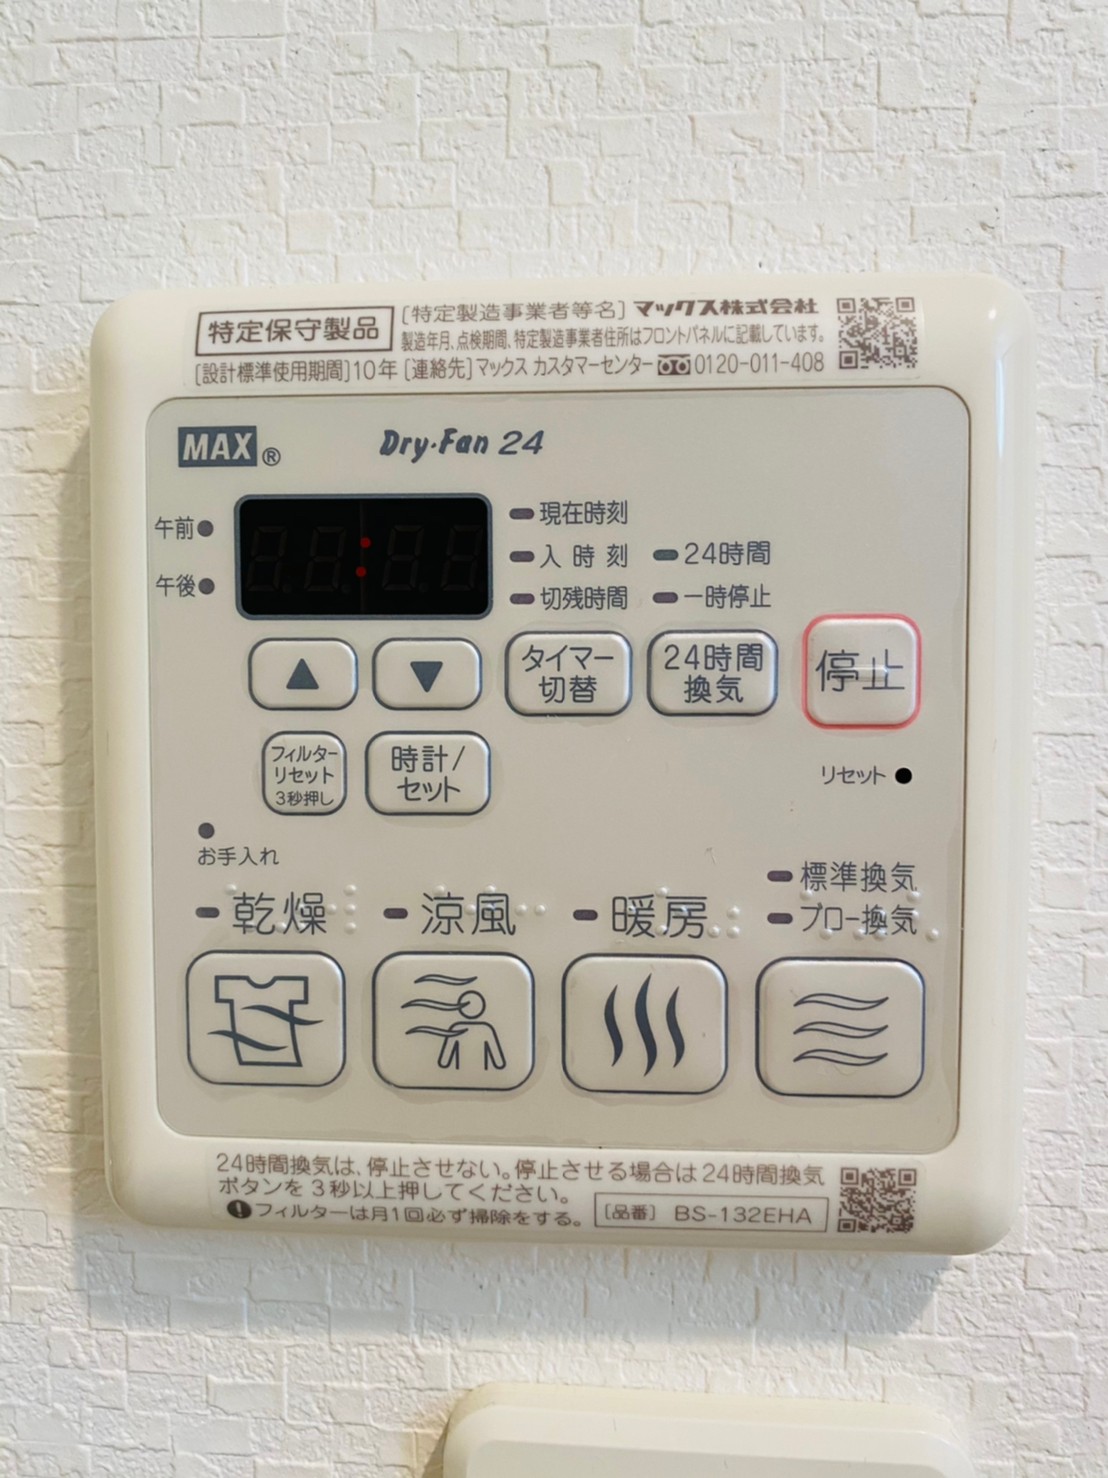 特定保守製品
[特定製造事業者等名] マックス株式会社
製造年月、点検期間、特定製造事業者住所はフロントパネルに記載しています。
[設計標準使用期間]10年 [連絡先]マックス カスタマーセンター 0120-011-408
MAX® Dry・Fan 24
午前
午後
現在時刻
入時刻
切残時間
24時間
一時停止
▲
▼
タイマー
切替
24時間
換気
停止
フィルター
リセット
3秒押し
時計/
セット
リセット
お手入れ
乾燥
涼風
暖房
標準換気
ブロー換気
24時間換気は、停止させない。停止させる場合は24時間換気
ボタンを3秒以上押してください。
フィルターは月1回必ず掃除をする。
[品番] BS-132EHA